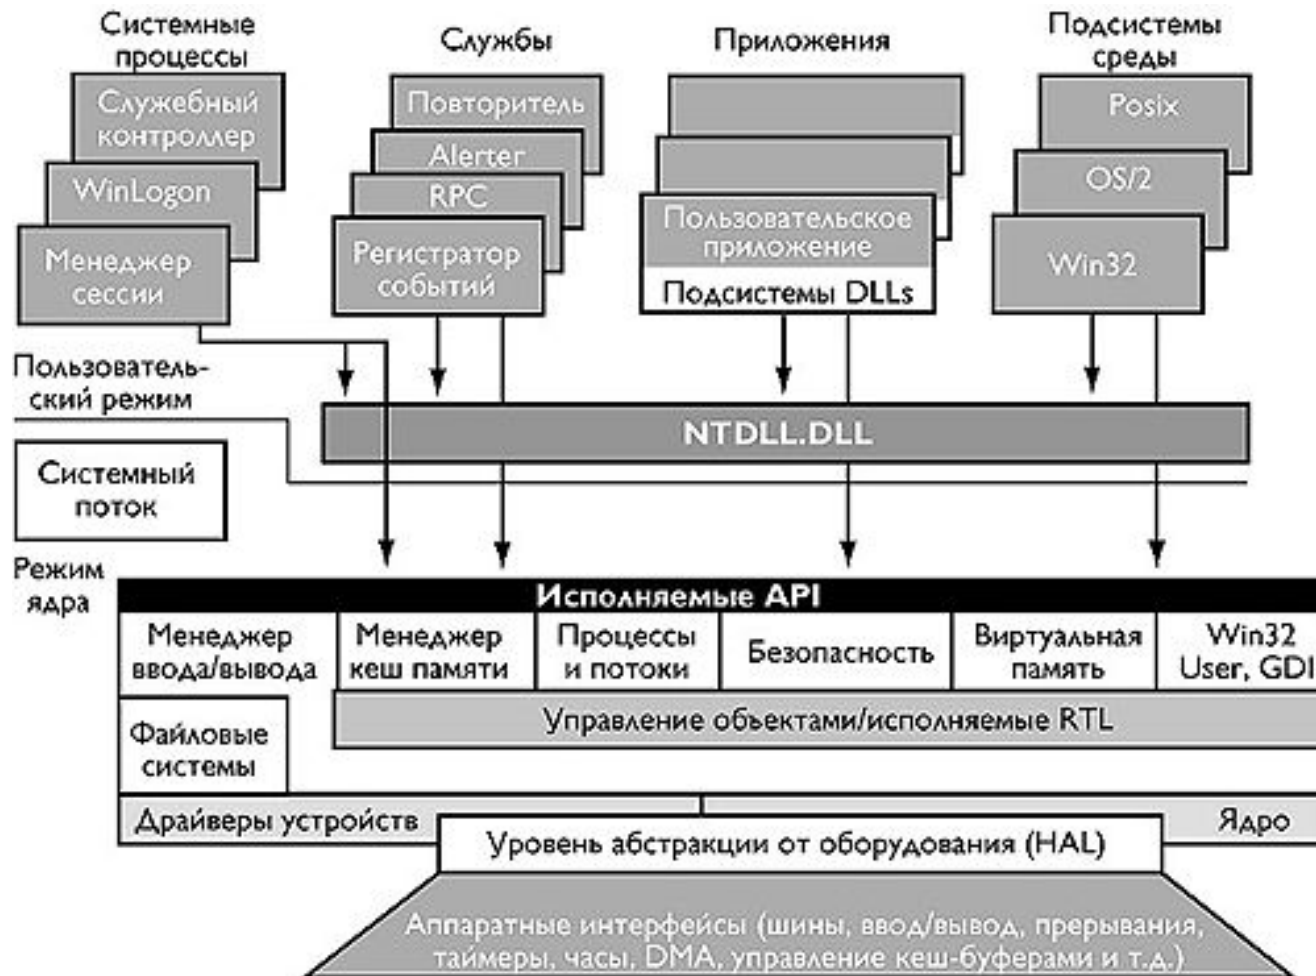 Системные
процессы
Службы
Приложения
Подсистемы
среды
Служебный
контроллер
WinLogon
Менеджер
сессии
Повторитель
Alerter
RPC
Регистратор
событий
Пользовательское
приложение
Подсистемы DLLs
Posix
OS/2
Win32
Пользователь-
ский режим
NTDLL.DLL
Системный
поток
Режим
ядра
Исполняемые API
Менеджер
ввода/вывода
Менеджер
кеш памяти
Процессы
и потоки
Безопасность
Виртуальная
память
Win32
User, GDI
Управление объектами/исполняемые RTL
Файловые
системы
Драйверы устройств
Ядро
Уровень абстракции от оборудования (HAL)
Аппаратные интерфейсы (шины, ввод/вывод, прерывания,
таймеры, часы, DMA, управление кеш-буферами и т.д.)